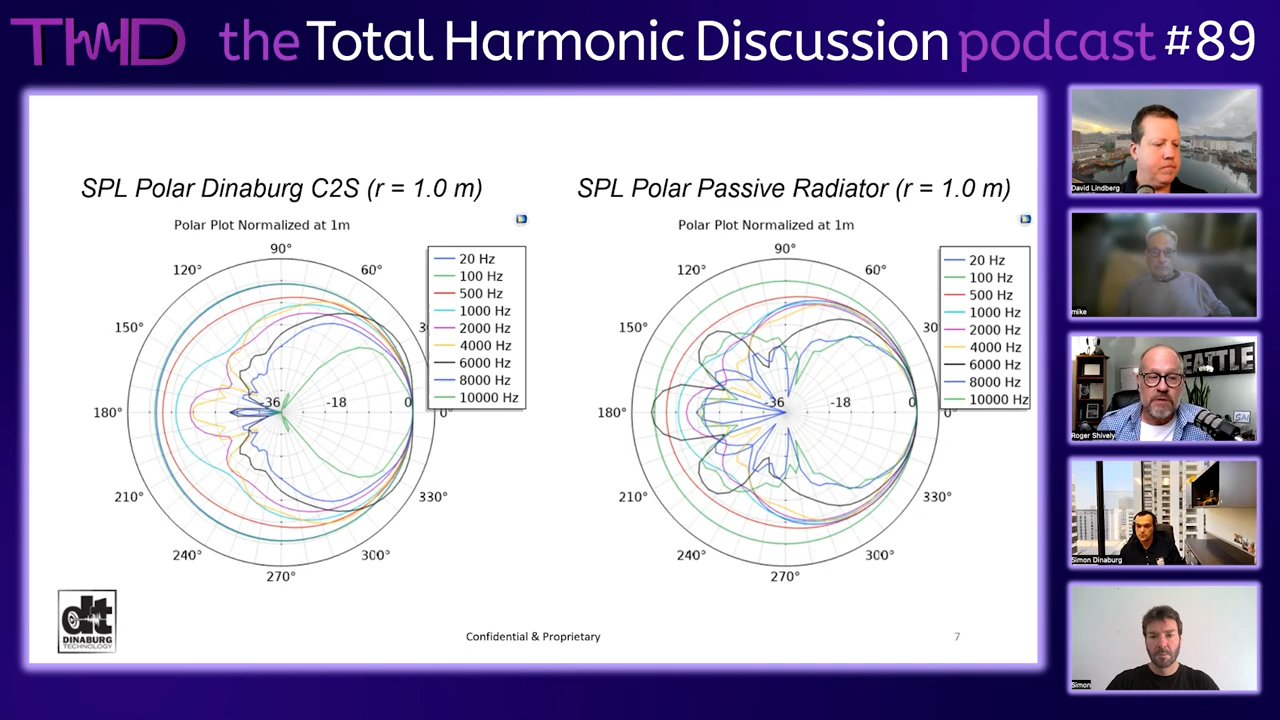 THD the Total Harmonic Discussion podcast #89
SPL Polar Dinaburg C2S (r = 1.0 m)
Polar Plot Normalized at 1m
90°
120°
60°
150°
3
180°
-36
-18
0
0°
210°
330°
240°
300°
270°
20 Hz
100 Hz
500 Hz
1000 Hz
2000 Hz
4000 Hz
6000 Hz
8000 Hz
10000 Hz
SPL Polar Passive Radiator (r = 1.0 m)
Polar Plot Normalized at 1m
90°
120°
60°
150°
30
180°
-36
-18
0
0°
210°
330°
240°
300°
270°
20 Hz
100 Hz
500 Hz
1000 Hz
2000 Hz
4000 Hz
6000 Hz
8000 Hz
10000 Hz
dt
DINABURG
TECHNOLOGY
Confidential & Proprietary
7
David Lindberg
mike
EATTLE
Roger Shively
Simon Dinaburg
Simon